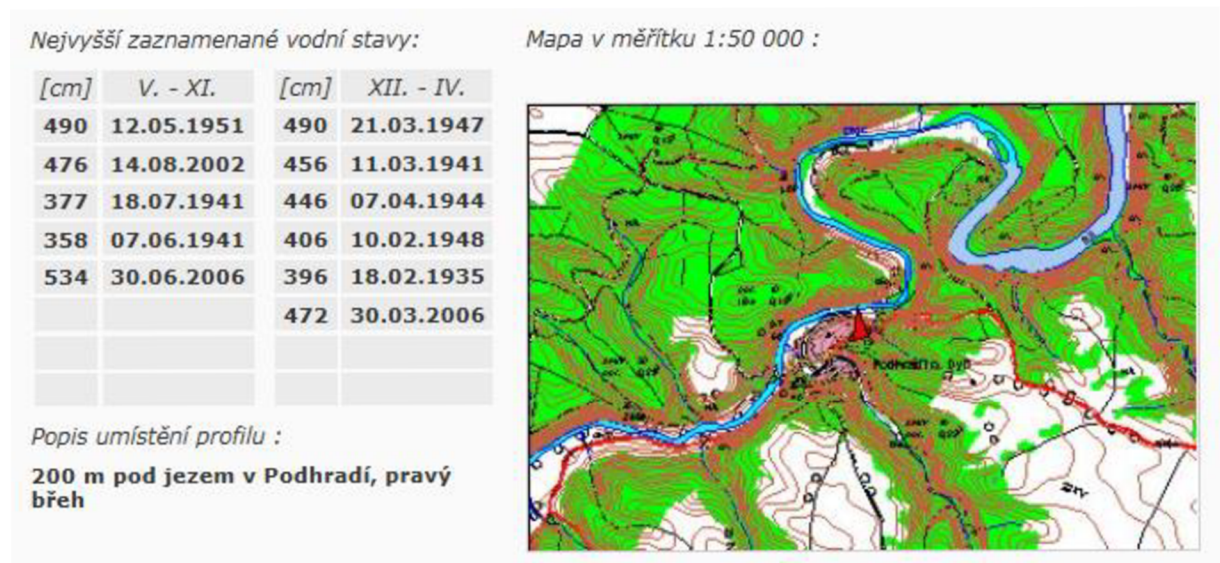 Nejvyšší zaznamenané vodní stavy:
[cm] V. - XI. [cm] XII. - IV.
490 12.05.1951 490 21.03.1947
476 14.08.2002 456 11.03.1941
377 18.07.1941 446 07.04.1944
358 07.06.1941 406 10.02.1948
534 30.06.2006 396 18.02.1935
472 30.03.2006
Popis umístění profilu :
200 m pod jezem v Podhradí, pravý
břeh
Mapa v měřítku 1:50 000 :